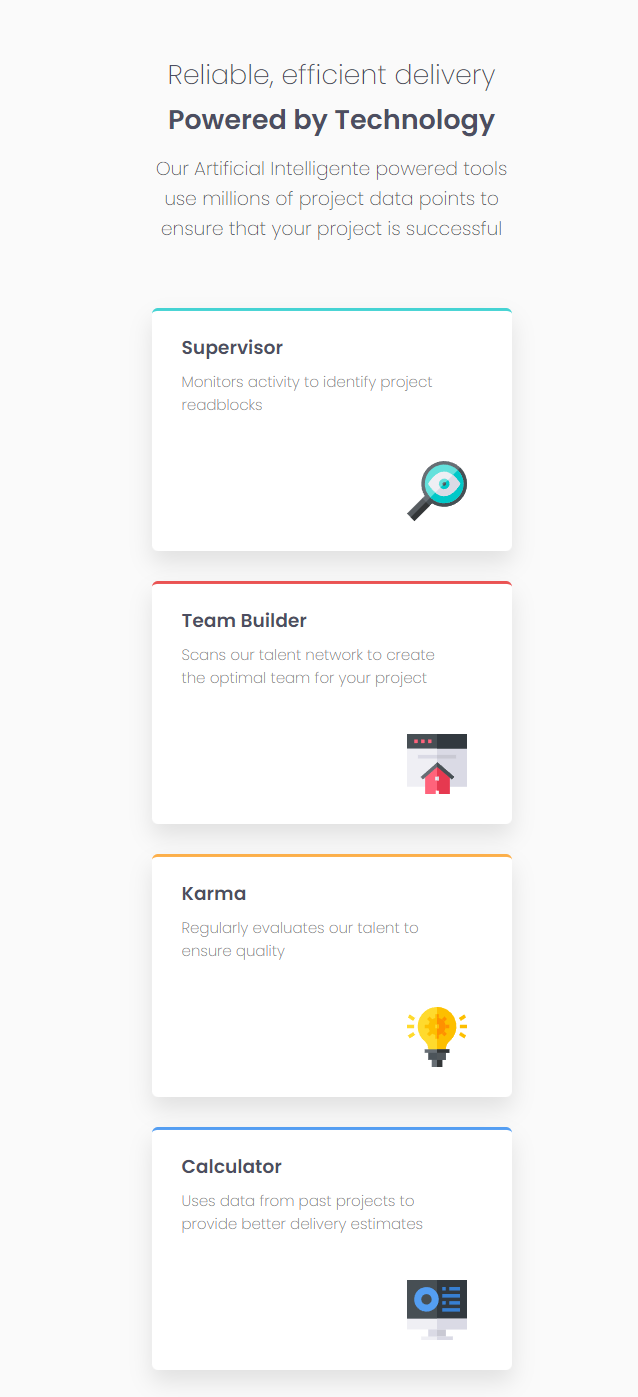 Reliable, efficient delivery
Powered by Technology
Our Artificial Intelligente powered tools
use millions of project data points to
ensure that your project is successful
Supervisor
Monitors activity to identify project
readblocks
Team Builder
Scans our talent network to create
the optimal team for your project
Karma
Regularly evaluates our talent to
ensure quality
Calculator
Uses data from past projects to
provide better delivery estimates